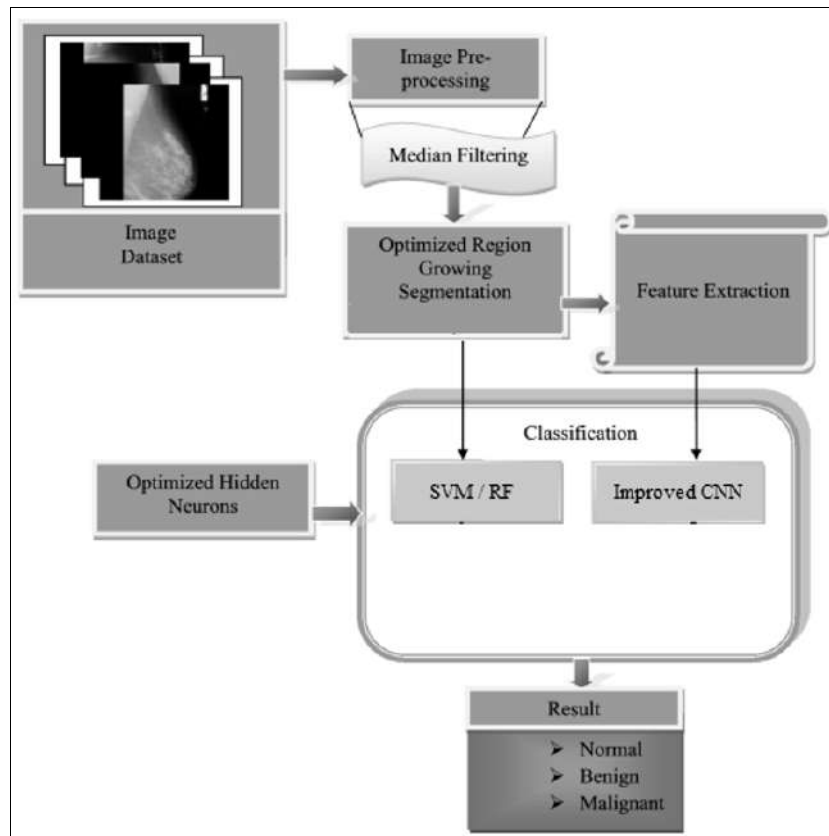 Image Pre-
processing
Median Filtering
Image
Dataset
Optimized Region
Growing
Segmentation
Feature Extraction
Classification
Optimized Hidden
Neurons
SVM / RF
Improved CNN
Result
➢ Normal
➢ Benign
➢ Malignant